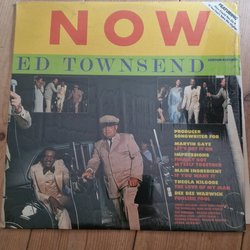 NOW
ED TOWNSEND
PRODUCER
SONGWRITER FOR
MARVIN GAYE
LET'S GET IT ON
IMPRESSIONS
FINALLY GOT
MYSELF TOGETHER
MAIN INGREDIENT
IF YOU WANT IT
THEOLA KILGORE
THE LOVE OF MY MAN
DEE DEE WARWICK
FOOLISH FOOL